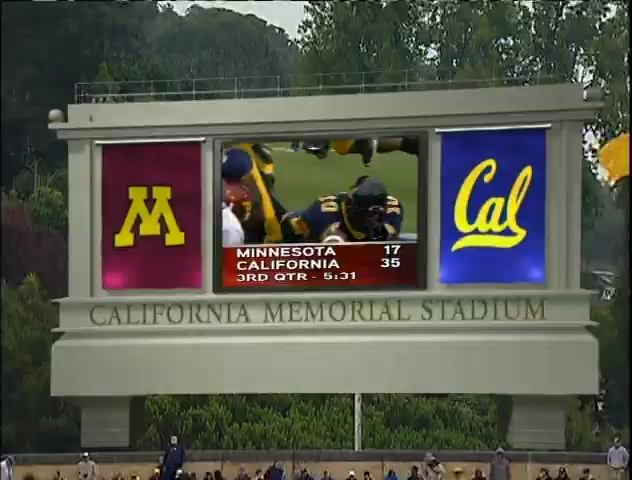 M
MINNESOTA 17
CALIFORNIA 35
3RD QTR - 5:31
Cal
CALIFORNIA MEMORIAL STADIUM